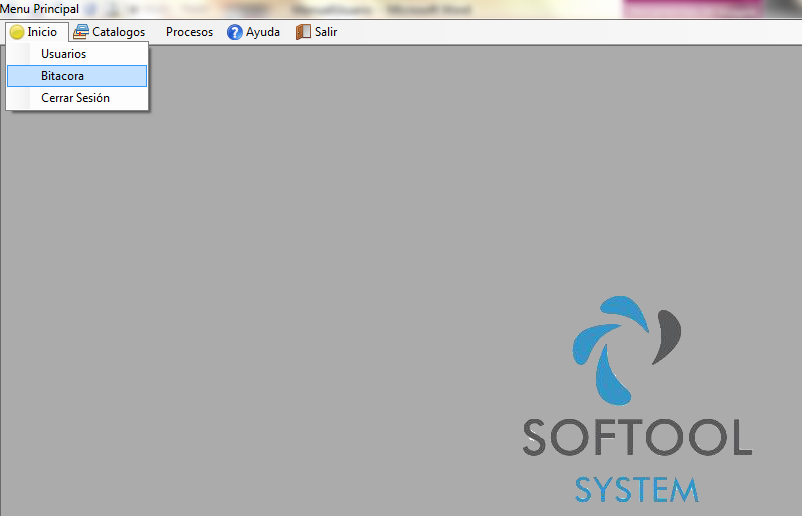 Menu Principal
Inicio Catalogos Procesos Ayuda Salir
Usuarios
Bitacora
Cerrar Sesión
SOFTOOL
SYSTEM